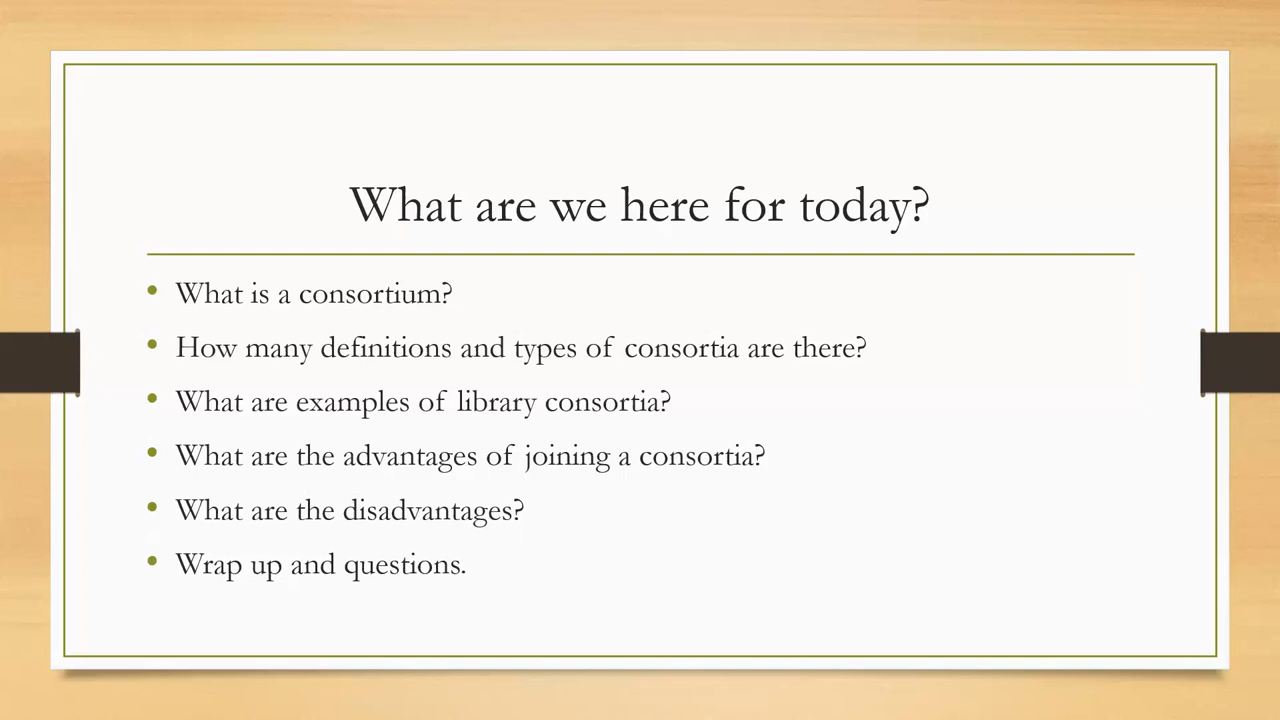 What are we here for today?
• What is a consortium?
• How many definitions and types of consortia are there?
• What are examples of library consortia?
• What are the advantages of joining a consortia?
• What are the disadvantages?
• Wrap up and questions.